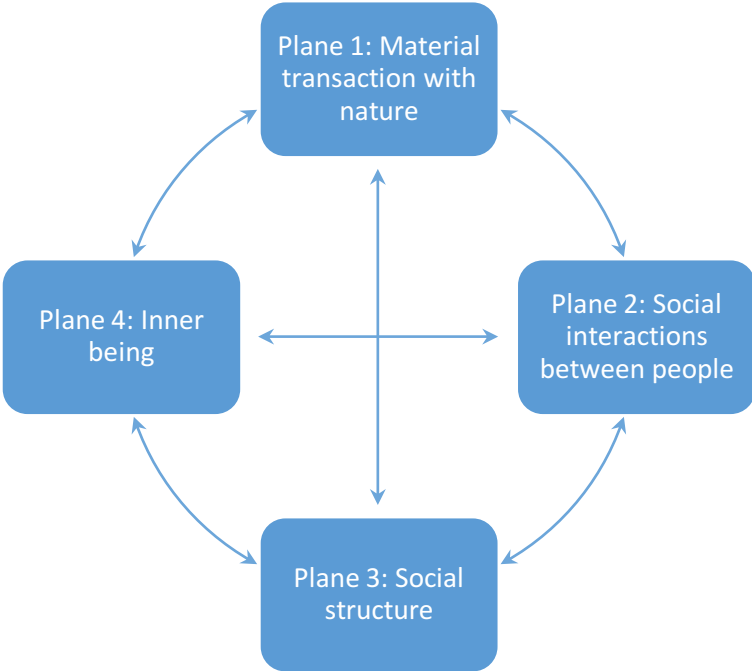 Plane 1: Material
transaction with
nature
Plane 4: Inner
being
Plane 2: Social
interactions
between people
Plane 3: Social
structure